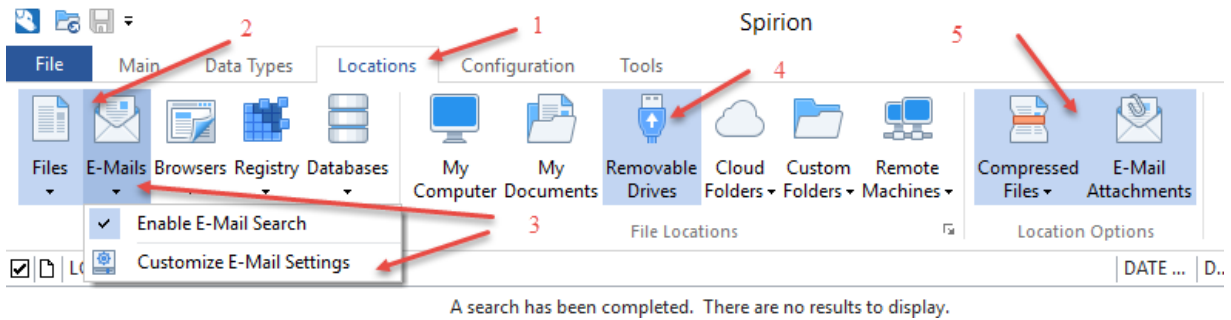 Spirion
2
1
5
File Main Data Types Locations Configuration Tools
4
Files E-Mails Browsers Registry Databases My Computer My Documents Removable Drives Cloud Folders Custom Folders Remote Machines Compressed Files E-Mail Attachments
Enable E-Mail Search
3
File Locations Location Options
Customize E-Mail Settings
DATE ... D..
A search has been completed. There are no results to display.